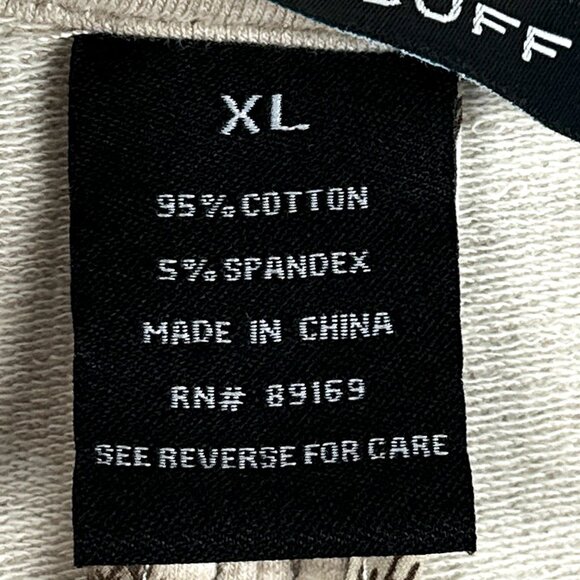 XL
95% COTTON
5% SPANDEX
MADE IN CHINA
RN# 89169
SEE REVERSE FOR CARE